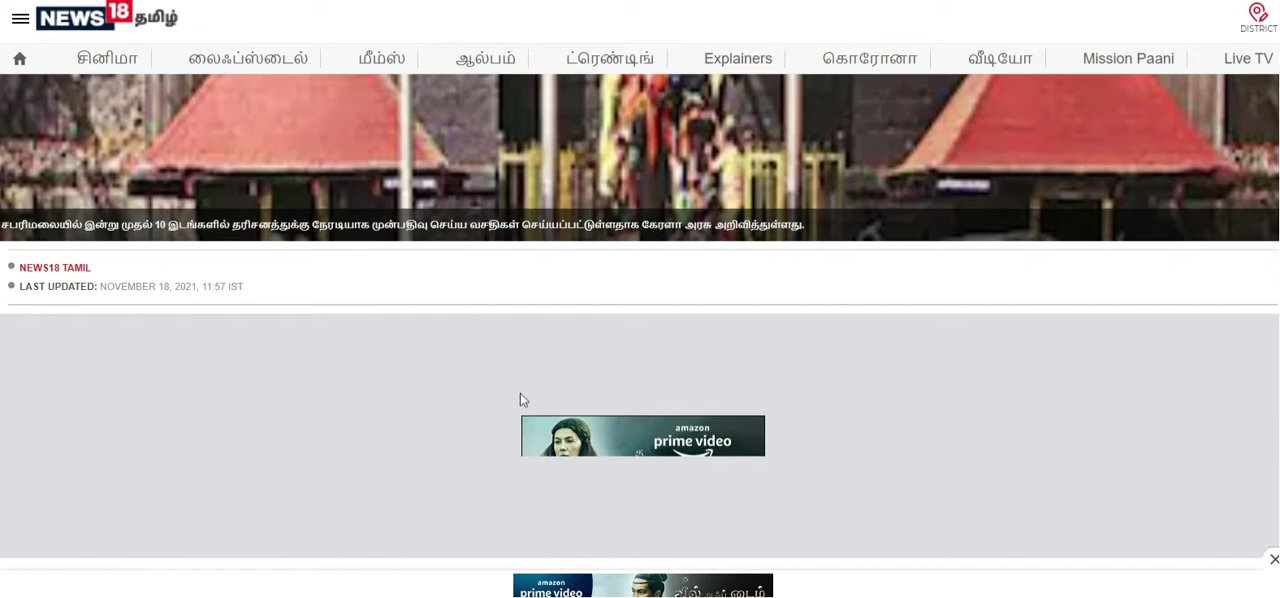 NEWS 18 தமிழ்
DISTRICT
சினிமா லைஃப்ஸ்டைல் மீம்ஸ் ஆல்பம் ட்ரெண்டிங் Explainers கொரோனா வீடியோ Mission Paani Live TV
சபரிமலையில் இன்று முதல் 10 இடங்களில் தரிசனத்துக்கு நேரடியாக முன்பதிவு செய்ய வசதிகள் செய்யப்பட்டுள்ளதாக கேரளா அரசு அறிவித்துள்ளது.
NEWS18 TAMIL
LAST UPDATED: NOVEMBER 18, 2021, 11:57 IST
amazon
prime video
amazon
prime video